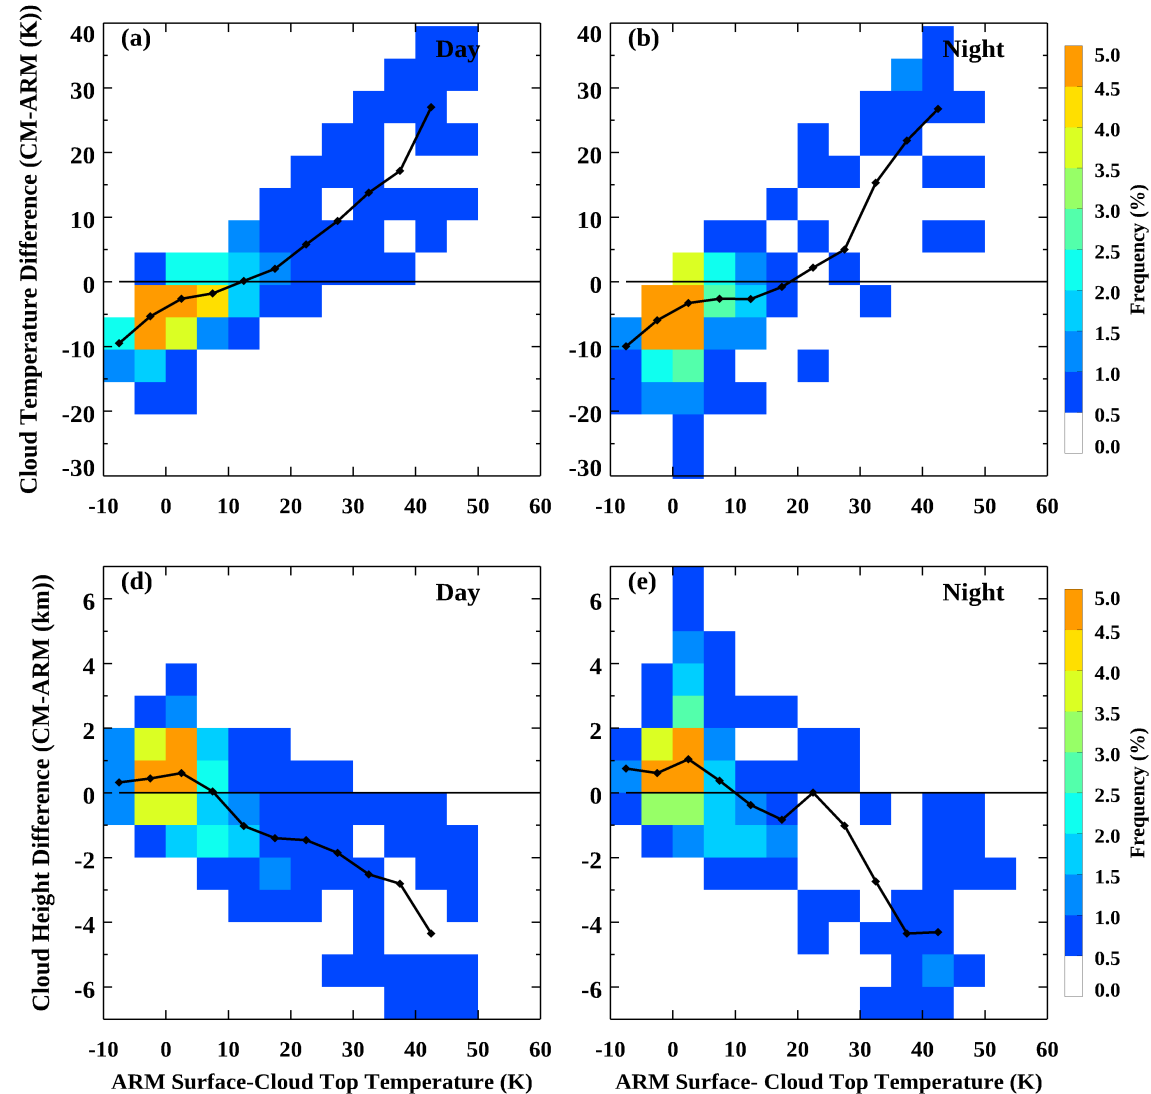 Cloud Temperature Difference (CM-ARM (K))
40
30
20
10
0
-10
-20
-30
(a)
Day
-10 0 10 20 30 40 50 60
40
30
20
10
0
-10
-20
-30
(b)
Night
-10 0 10 20 30 40 50 60
5.0
4.5
4.0
3.5
3.0
2.5
2.0
1.5
1.0
0.5
0.0
Frequency (%)
Cloud Height Difference (CM-ARM (km))
6
4
2
0
-2
-4
-6
(d)
Day
-10 0 10 20 30 40 50 60
ARM Surface-Cloud Top Temperature (K)
6
4
2
0
-2
-4
-6
(e)
Night
-10 0 10 20 30 40 50 60
ARM Surface- Cloud Top Temperature (K)
5.0
4.5
4.0
3.5
3.0
2.5
2.0
1.5
1.0
0.5
0.0
Frequency (%)